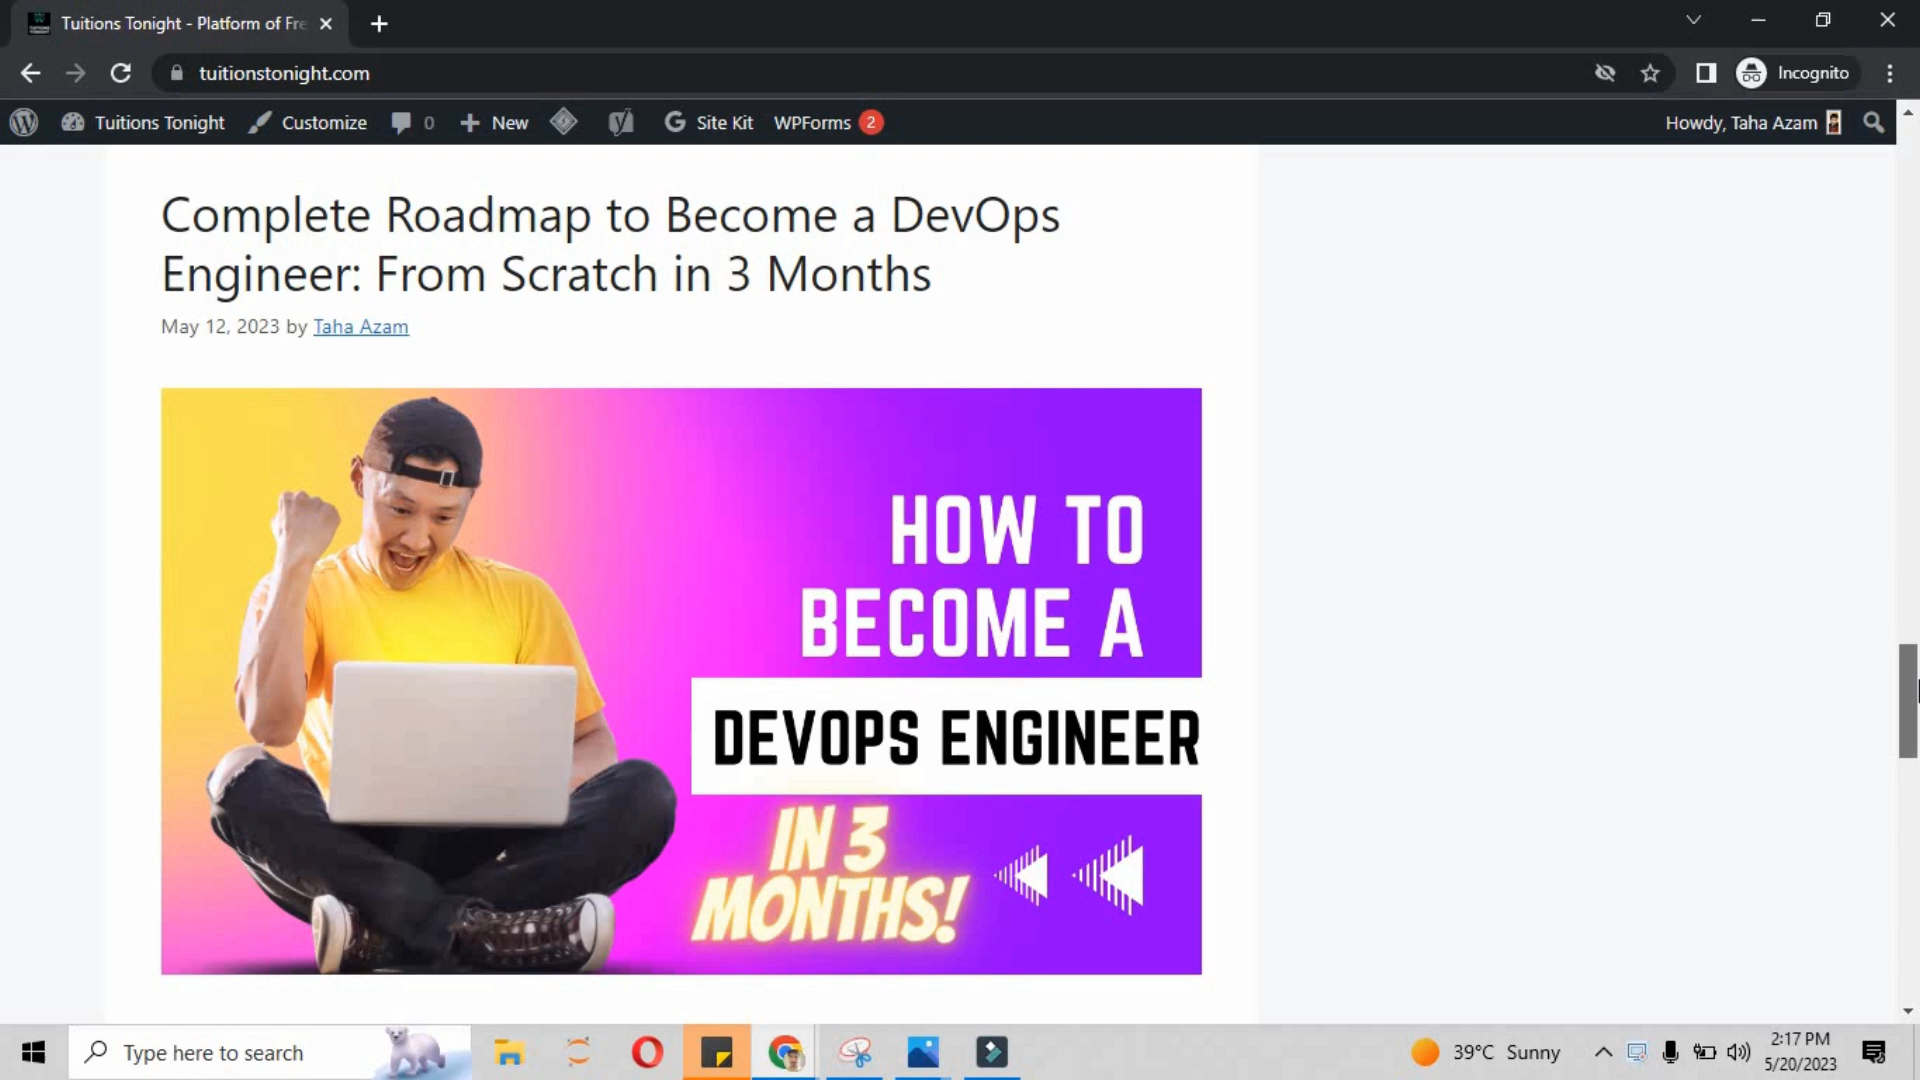 Tuitions Tonight - Platform of Fre
tuitionstonight.com
Incognito
Tuitions Tonight
Customize
0
New
Site Kit
WPForms 2
Howdy, Taha Azam
Complete Roadmap to Become a DevOps
Engineer: From Scratch in 3 Months
May 12, 2023 by Taha Azam
HOW TO
BECOME A
DEVOPS ENGINEER
IN 3
MONTHS!
Type here to search
39°C Sunny
2:17 PM
5/20/2023